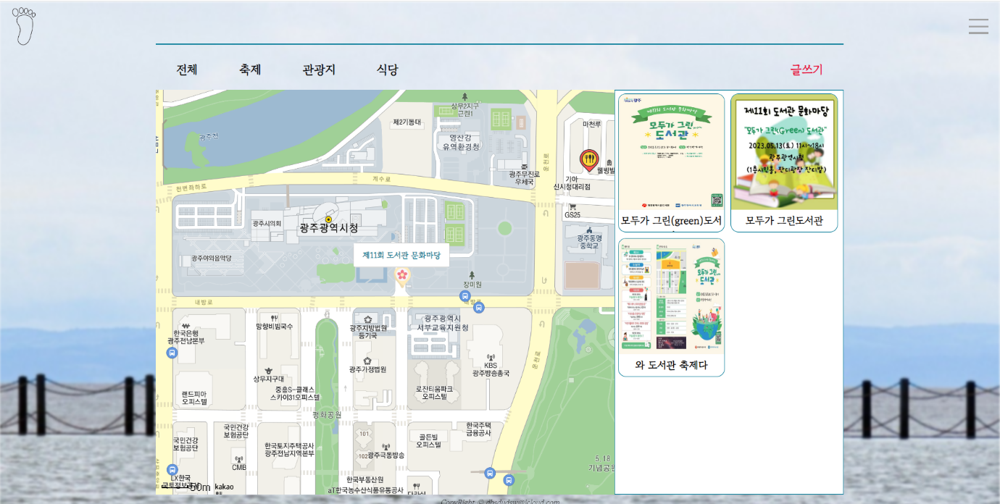 전체 축제 관광지 식당 글쓰기
상무2지구
근린1
제2기동대
마천루
광주천
영산강
유역환경청
운천로
광주무진로
우체국
웰빙빌
기아
신시청대리점
계수로
천변좌하로
GS25
광주시의회
광주광역시청
광주동명
중학교
제11회 도서관 문화마당
광주야외음악당
장미원
내방로
내방로
한국은행
광주전남본부
망향비빔국수
광주지방법원
등기국
광주광역시
서부교육지원청
운천로
상무지구대
광주가정법원
KBS
광주방송총국
랜드피아
오피스텔
중흥S-클래스
스카이31오피스텔
로잔티움파크
오피스텔
평화공원
국민건강
보험공단
국민건강
보험공단
한국토지주택공사
광주전남지역본부
101
102
광주극동방송
골든빌
오피스텔
한국주택
금융공사
CMB
5.18
기념공원
LX한국
국토정보공사
50m kakao
한국부동산원
aT한국농수산식품유통공사
광주
제11회 도서관 문화마당
모두가 그린
도서관
모두가 그린(green)도서
제11회 도서관 문화마당
"모두가 그린(Green) 도서관"
2023.05.13(토) 11시~18시
광주광역시청
(1층시민홀, 잔디광장 잔디밭)
모두가 그린도서관
모두가 그린
도서관
와 도서관 축제다
CopyRight © dbsdudsw@icloud.com